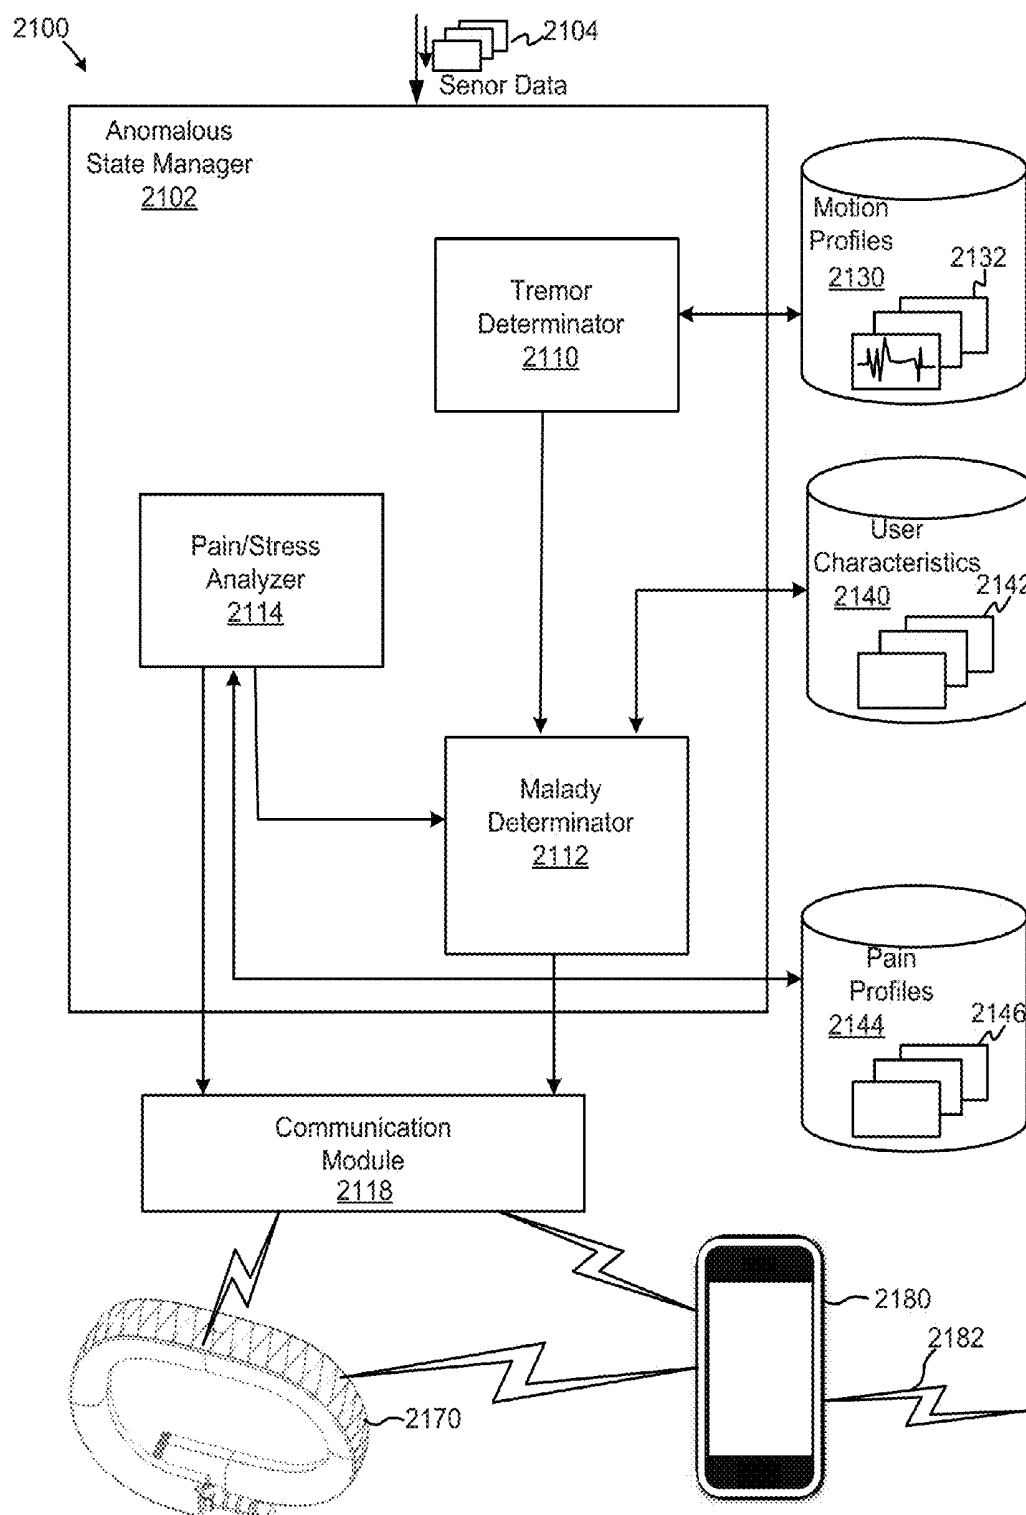 2100
2104
Senor Data
Anomalous
State Manager
2102
Motion
Profiles
2130
2132
Tremor
Determinator
2110
User
Characteristics
2140
2142
Pain/Stress
Analyzer
2114
Malady
Determinator
2112
Pain
Profiles
2144
2146
Communication
Module
2118
2180
2182
2170